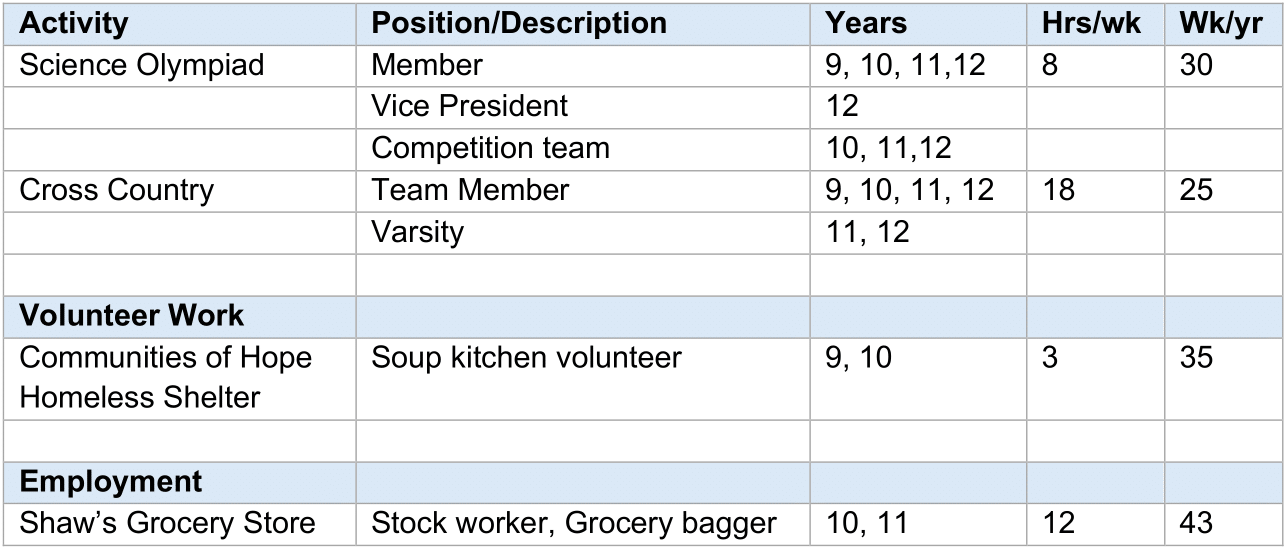 Activity Position/Description Years Hrs/wk Wk/yr
Science Olympiad Member 9, 10, 11,12 8 30
Vice President 12
Competition team 10, 11,12
Cross Country Team Member 9, 10, 11, 12 18 25
Varsity 11, 12
Volunteer Work
Communities of Hope Soup kitchen volunteer 9, 10 3 35
Homeless Shelter
Employment
Shaw’s Grocery Store Stock worker, Grocery bagger 10, 11 12 43